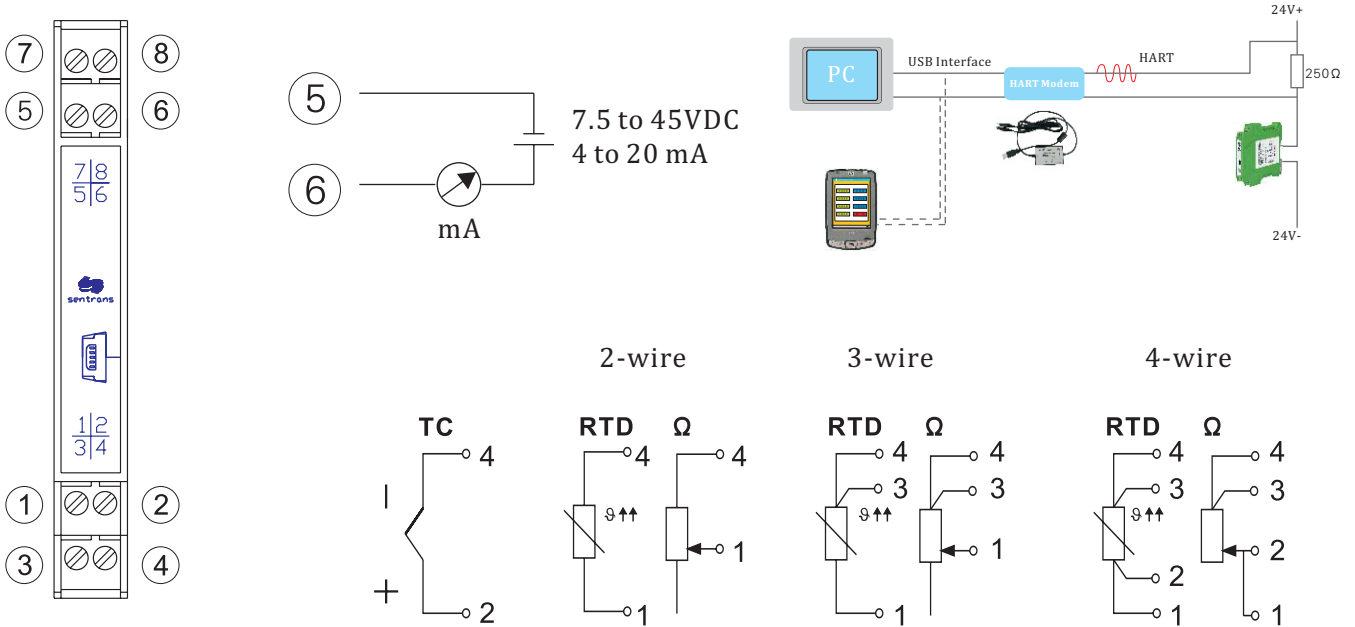 7 8
5 6
7 8
5 6
sentrans
1 2
3 4
1 2
3 4
5
7.5 to 45VDC
4 to 20 mA
6
mA
24V+
PC
USB Interface
HART
HART Modem
250Ω
24V-
2-wire
3-wire
4-wire
TC
4
2
RTD Ω
4 4
ϑ
1
1
RTD Ω
4 4
3 3
ϑ
1
1
RTD Ω
4 4
3 3
ϑ
2
2
1 1